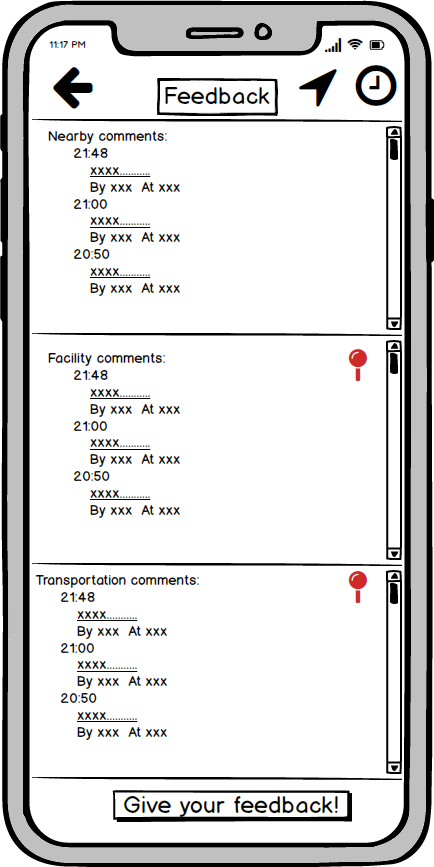 11:17 PM
Feedback
Nearby comments:
21:48
xxxx...........
By xxx At xxx
21:00
xxxx...........
By xxx At xxx
20:50
xxxx...........
By xxx At xxx
Facility comments:
21:48
xxxx...........
By xxx At xxx
21:00
xxxx...........
By xxx At xxx
20:50
xxxx...........
By xxx At xxx
Transportation comments:
21:48
xxxx...........
By xxx At xxx
21:00
xxxx...........
By xxx At xxx
20:50
xxxx...........
By xxx At xxx
Give your feedback!